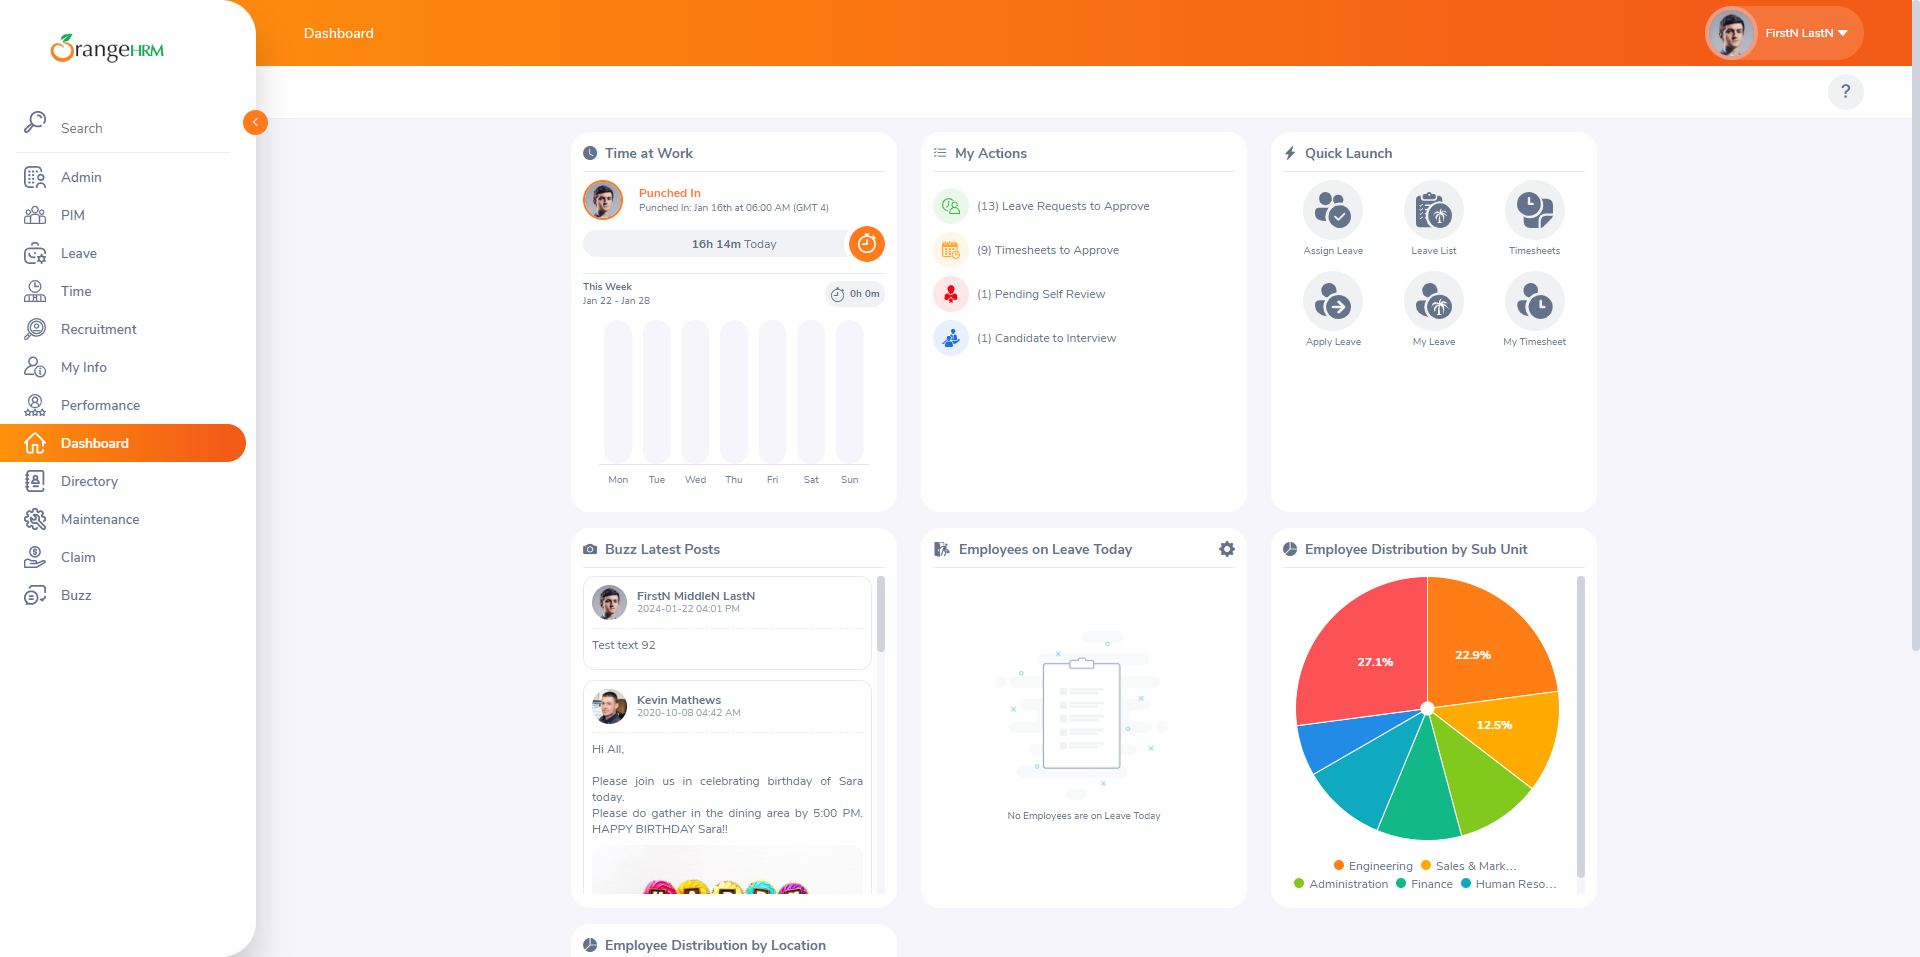 OrangeHRM
Search
Admin
PIM
Leave
Time
Recruitment
My Info
Performance
Dashboard
Directory
Maintenance
Claim
Buzz
Dashboard
FirstN LastN
?
Time at Work
Punched In
Punched In: Jan 16th at 06:00 AM (GMT 4)
16h 14m Today
This Week
Jan 22 - Jan 28
0h 0m
Mon Tue Wed Thu Fri Sat Sun
My Actions
(13) Leave Requests to Approve
(9) Timesheets to Approve
(1) Pending Self Review
(1) Candidate to Interview
Quick Launch
Assign Leave Leave List Timesheets
Apply Leave My Leave My Timesheet
Buzz Latest Posts
FirstN MiddleN LastN
2024-01-22 04:01 PM
Test text 92
Kevin Mathews
2020-10-08 04:42 AM
Hi All,
Please join us in celebrating birthday of Sara
today.
Please do gather in the dining area by 5:00 PM.
HAPPY BIRTHDAY Sara!!
Employees on Leave Today
No Employees are on Leave Today
Employee Distribution by Sub Unit
27.1%
22.9%
12.5%
Engineering Sales & Mark...
Administration Finance Human Reso...
Employee Distribution by Location